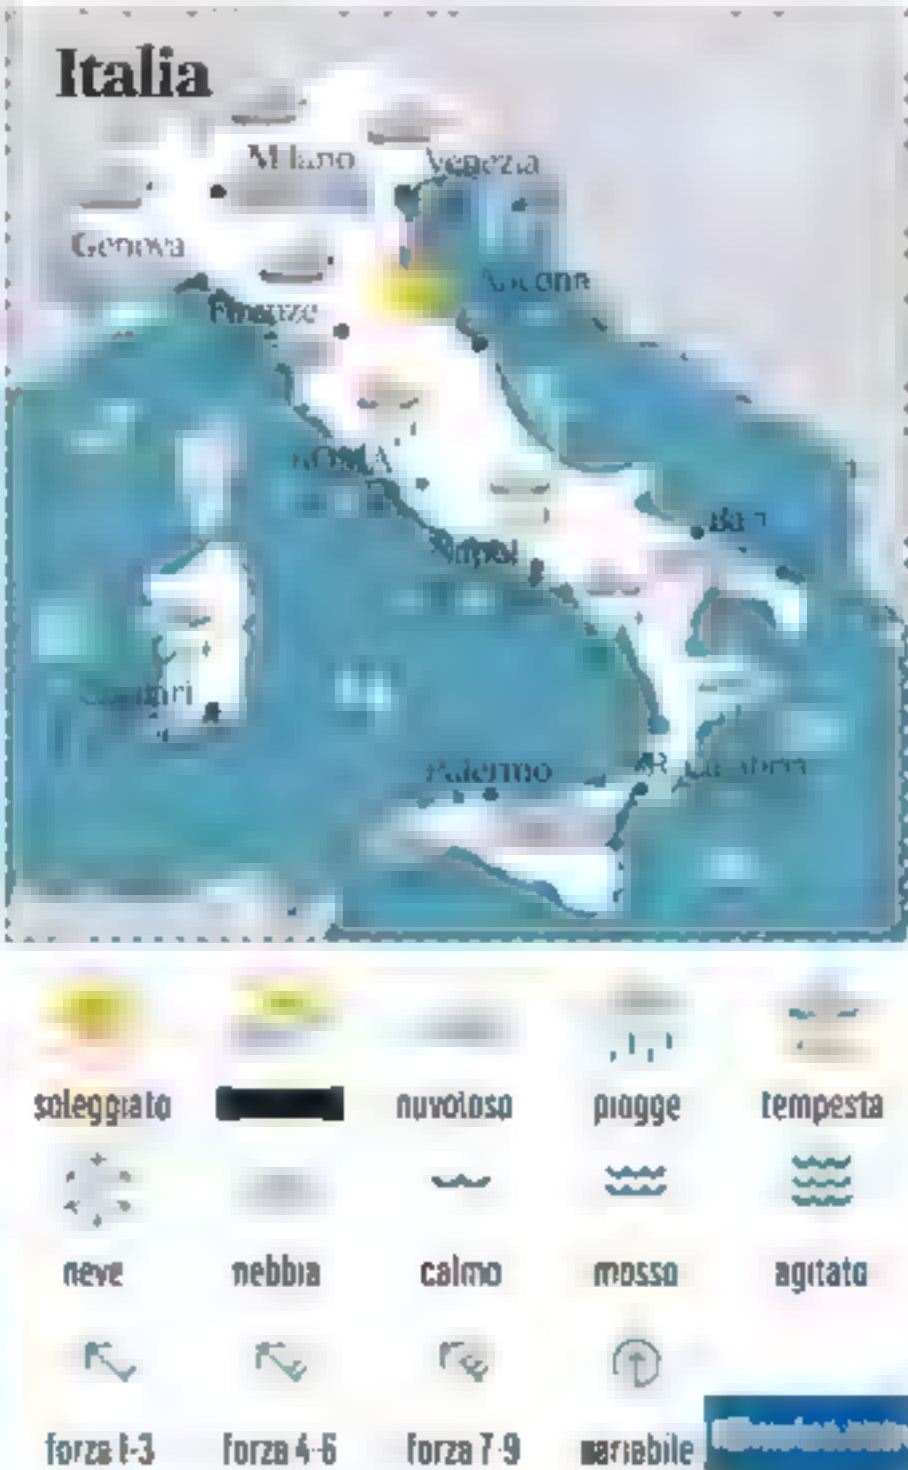 Italia
Milano
Venezia
Genova
Ancona
Firenze
ROMA
Napoli
Bari
Cagliari
Palermo
R. Calabria
soleggiato
nuvoloso
piogge
tempesta
neve
nebbia
calmo
mosso
agitato
forza 1-3
forza 4-6
forza 7-9
variabile